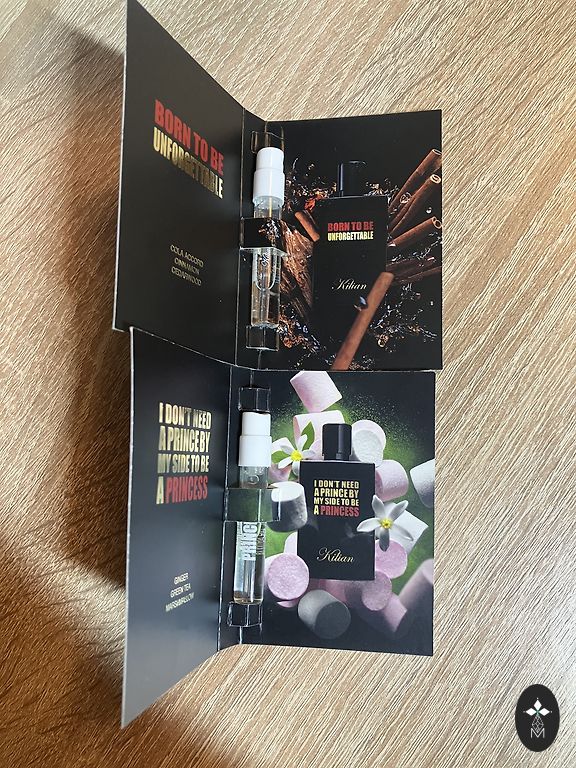 BORN TO BE
UNFORGETTABLE
COLA ACCORD
CINNAMON
CEDARWOOD
BORN TO BE
UNFORGETTABLE
Kilian
I DON'T NEED
A PRINCE BY
MY SIDE TO BE
A PRINCESS
GINGER
GREEN TEA
MARSHMALLOW
I DON'T NEED
A PRINCE BY
MY SIDE TO BE
A PRINCESS
Kilian
M